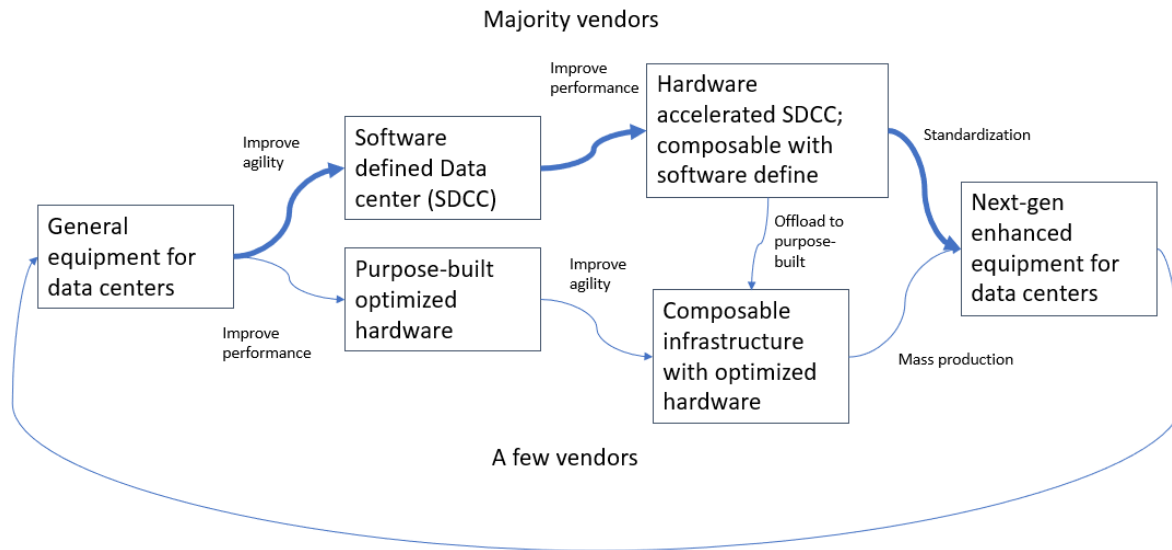 Majority vendors
Improve
performance
Hardware
accelerated SDCC;
composable with
software define
Improve
agility
Software
defined Data
center (SDCC)
Standardization
General
equipment for
data centers
Next-gen
enhanced
equipment for
data centers
Offload to
purpose-
built
Purpose-built
optimized
hardware
Improve
agility
Improve
performance
Composable
infrastructure
with optimized
hardware
Mass production
A few vendors